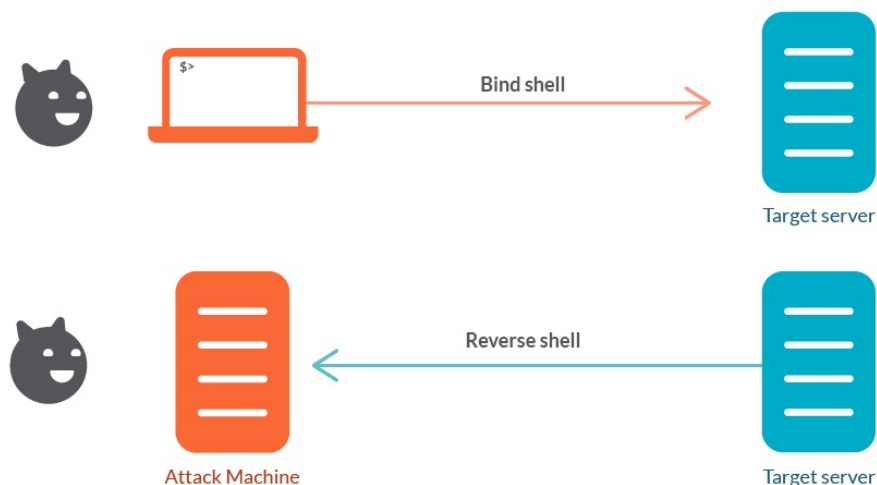 $>
Bind shell
Target server
Reverse shell
Attack Machine
Target server